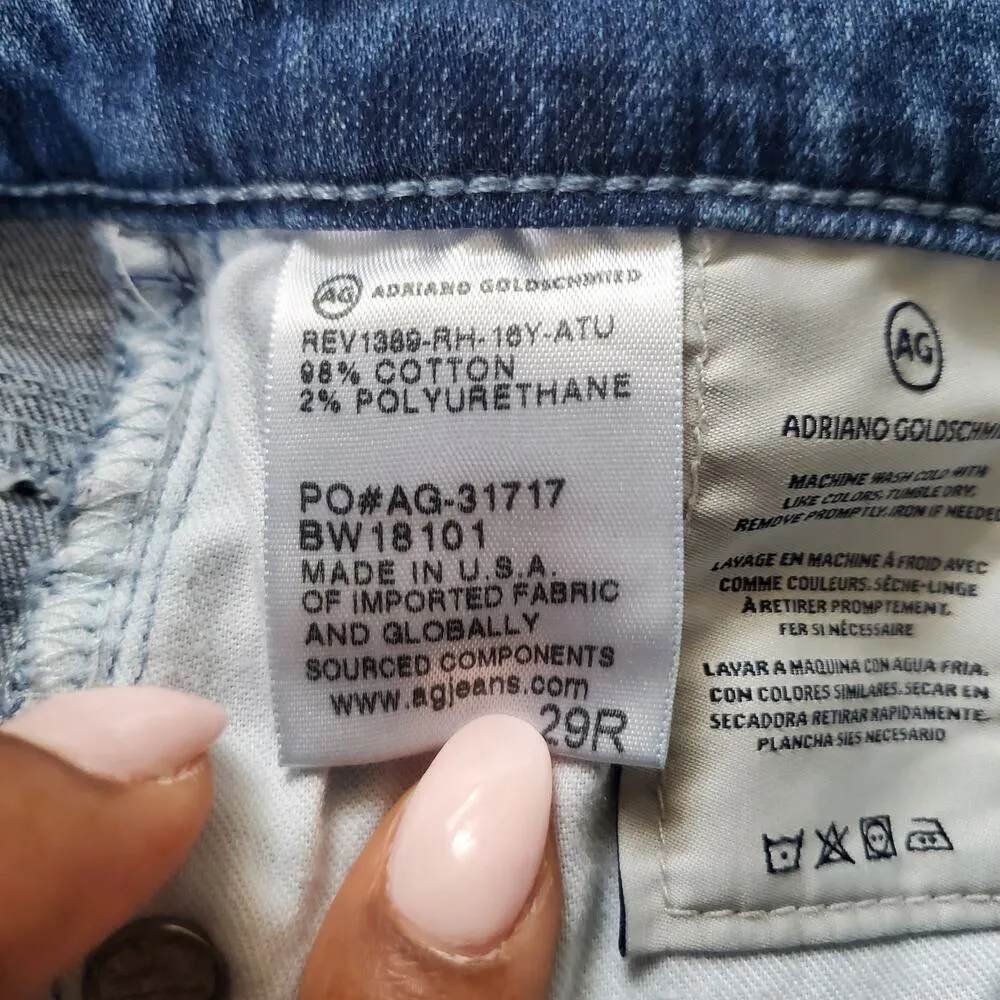 AG ADRIANO GOLDSCHMIED
REV1389-RH-16Y-ATU
98% COTTON
2% POLYURETHANE
PO#AG-31717
BW18101
MADE IN U.S.A.
OF IMPORTED FABRIC
AND GLOBALLY
SOURCED COMPONENTS
www.agjeans.com
29R
AG
ADRIANO GOLDSCHMI
MACHINE WASH COLD WITH
LIKE COLORS. TUMBLE DRY.
REMOVE PROMPTLY. IRON IF NEEDED
LAVAGE EN MACHINE À FROID AVEC
COMME COULEURS. SÈCHE-LINGE
À RETIRER PROMPTEMENT.
FER SI NÉCESSAIRE
LAVAR A MAQUINA CON AGUA FRIA.
CON COLORES SIMILARES. SECAR EN
SECADORA RETIRAR RAPIDAMENTE
PLANCHA SI ES NECESARIO